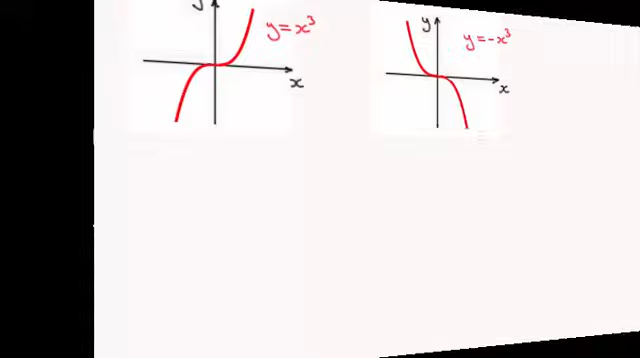 y
y = x³
x
y
y = -x³
x